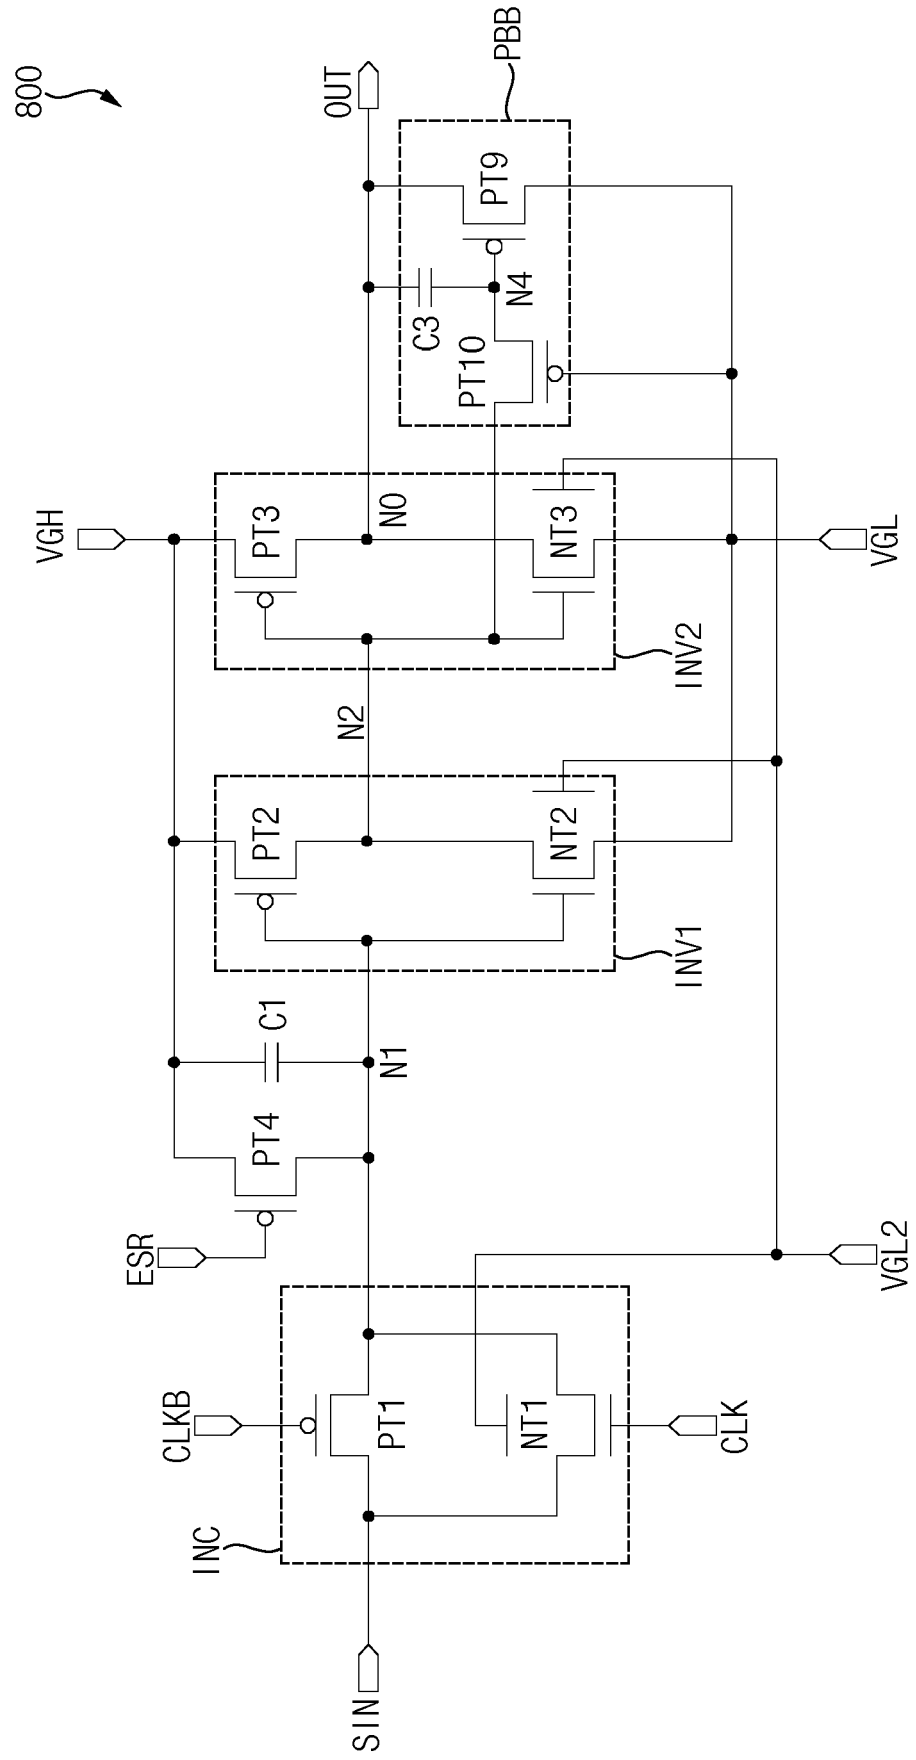 800
VGH
OUT
ESR
PT4
C1
PT2
PT3
N1
N2
N0
C3
PBB
PT9
N4
PT10
CLKB
INC
PT1
NT1
NT2
NT3
SIN
CLK
INV1
INV2
VGL2
VGL